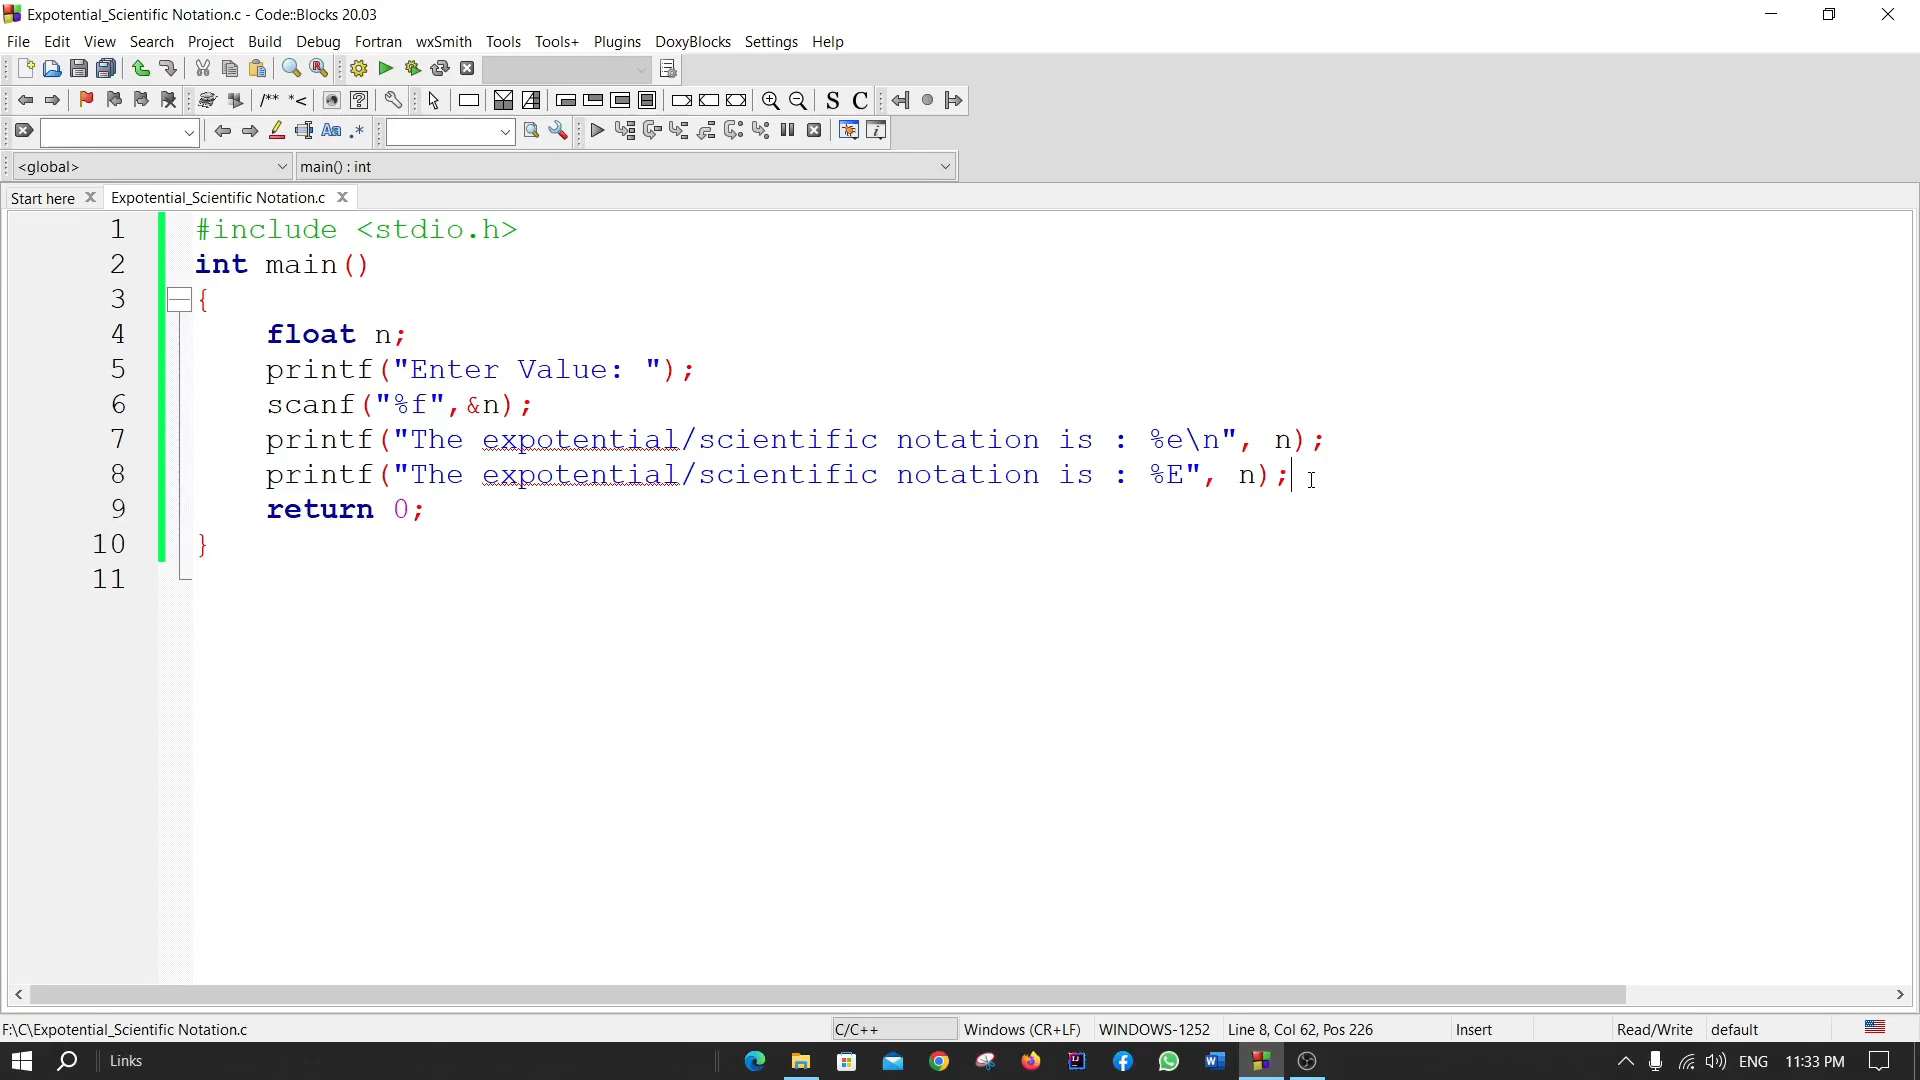 Expotential_Scientific Notation.c - Code::Blocks 20.03
File Edit View Search Project Build Debug Fortran wxSmith Tools Tools+ Plugins DoxyBlocks Settings Help
/** *< S C
Aa .*
<global> main() : int
Start here Expotential_Scientific Notation.c
1 #include <stdio.h>
2 int main()
3 {
4 float n;
5 printf("Enter Value: ");
6 scanf("%f",&n);
7 printf("The expotential/scientific notation is : %e\n", n);
8 printf("The expotential/scientific notation is : %E", n);
9 return 0;
10 }
11
F:\C\Expotential_Scientific Notation.c C/C++ Windows (CR+LF) WINDOWS-1252 Line 8, Col 62, Pos 226 Insert Read/Write default
Links ENG 11:33 PM